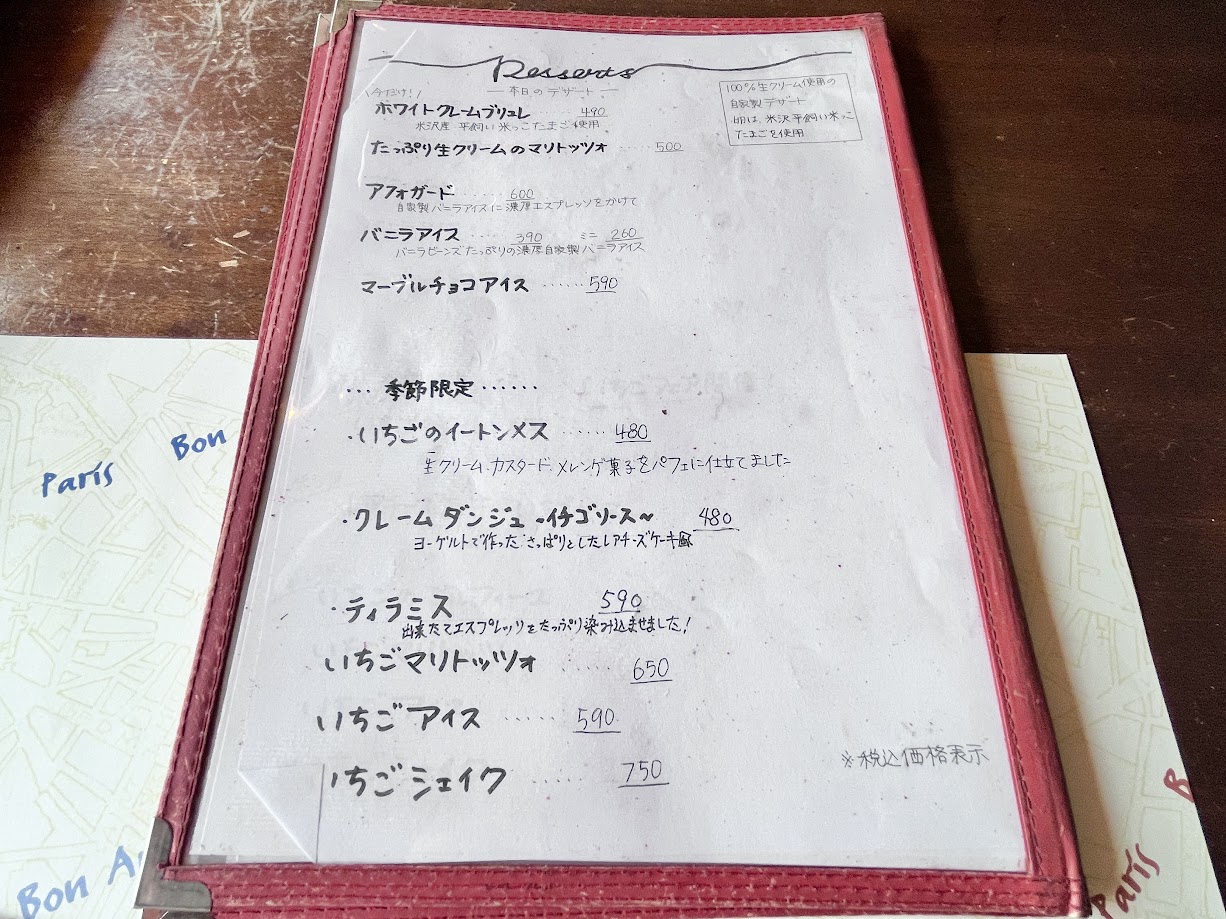 Desserts
本日のデザート
\今だけ！/
ホワイトクレームブリュレ 490
米沢産 平飼い米っこたまご使用
たっぷり生クリームのマリトッツォ ······ 500
100%生クリーム使用の
自家製デザート
卵は、米沢平飼い米っこ
たまごを使用
アフォガード ······ 600
自家製バニラアイスに濃厚エスプレッソをかけて
バニラアイス ···· 390 ミニ 260
バニラビーンズたっぷりの濃厚自家製バニラアイス
マーブルチョコアイス ······ 590
··· 季節限定 ······
·いちごのイートンメス ······ 480
生クリーム、カスタード、メレンゲ菓子をパフェに仕立てました
·クレームダンジュ ~イチゴソース~ 480
ヨーグルトで作った さっぱりとしたレアチーズケーキ風
·ティラミス 590
出来たてエスプレッソをたっぷり染み込ませました！
いちごマリトッツォ ······ 650
いちごアイス ······ 590
いちごシェイク ······ 750
※税込価格表示
Paris
Bon
Bon A
Paris
B